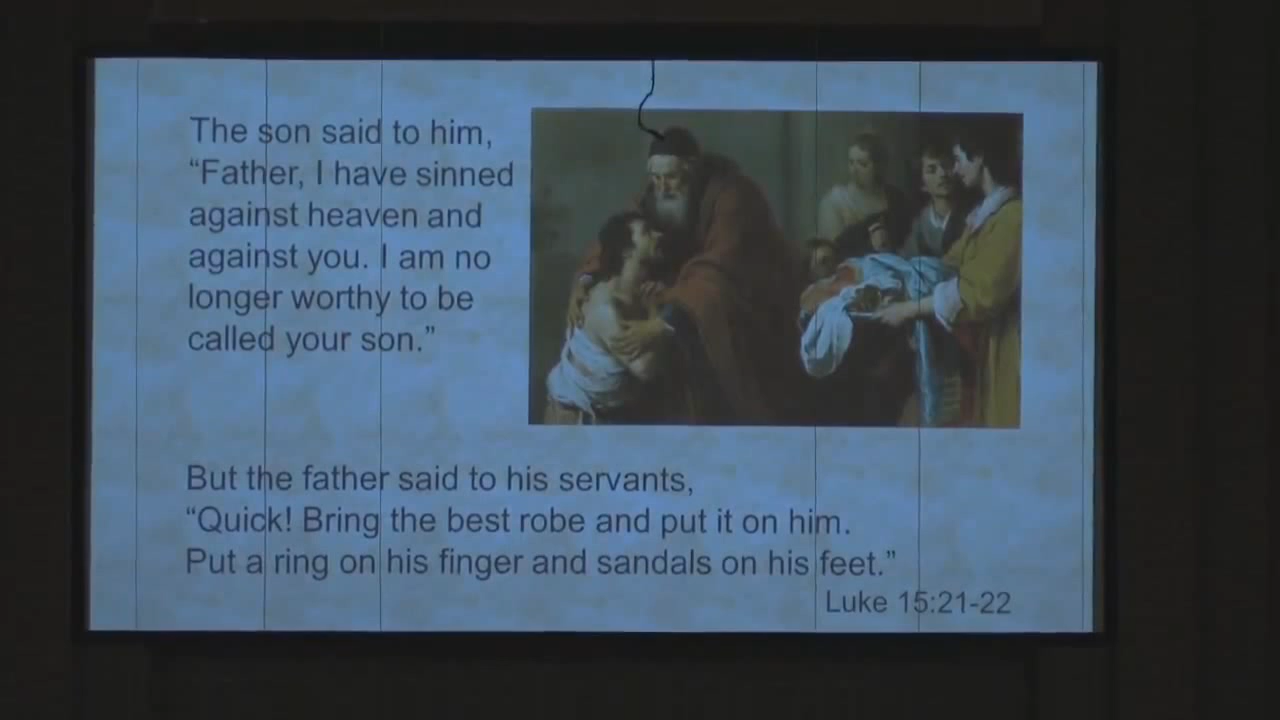 The son said to him,
“Father, I have sinned
against heaven and
against you. I am no
longer worthy to be
called your son.”
But the father said to his servants,
“Quick! Bring the best robe and put it on him.
Put a ring on his finger and sandals on his feet.”
Luke 15:21-22